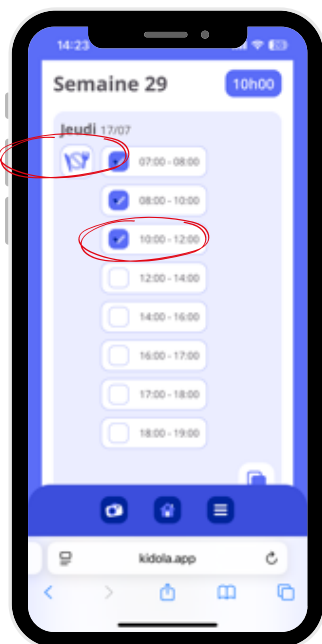 14:23
Semaine 29
10h00
Jeudi 17/07
07:00 - 08:00
08:00 - 10:00
10:00 - 12:00
12:00 - 14:00
14:00 - 16:00
16:00 - 17:00
17:00 - 18:00
18:00 - 19:00
kidola.app